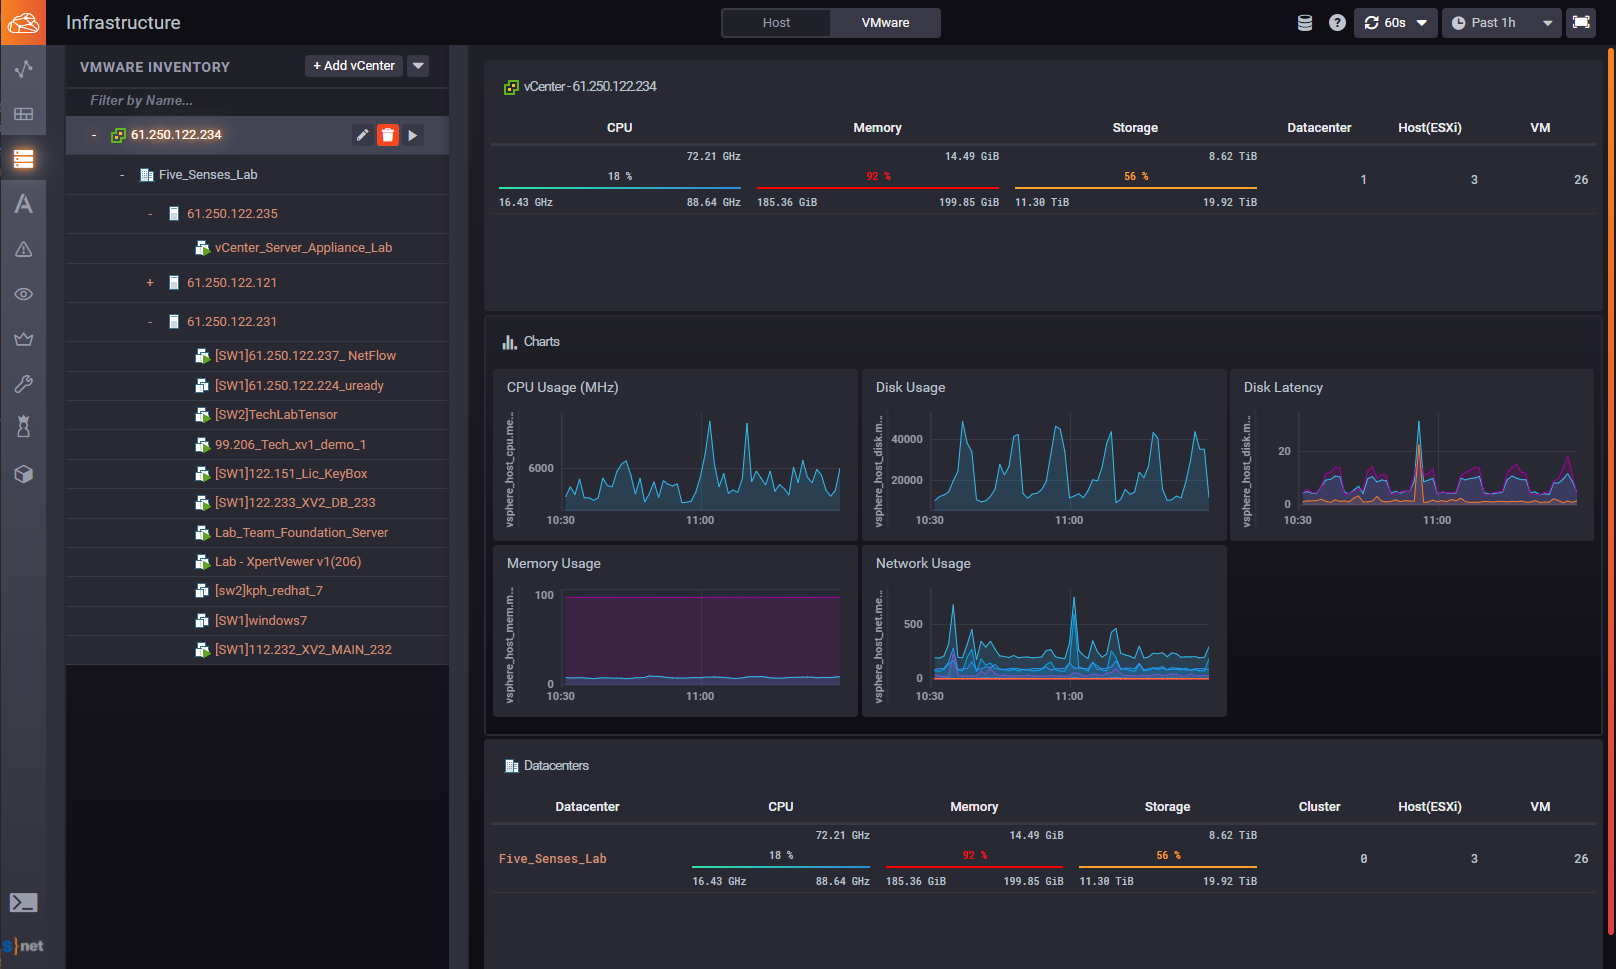 Infrastructure
Host
VMware
60s
Past 1h
VMWARE INVENTORY
+ Add vCenter
Filter by Name...
- 61.250.122.234
- Five_Senses_Lab
- 61.250.122.235
vCenter_Server_Appliance_Lab
+ 61.250.122.121
- 61.250.122.231
[SW1]61.250.122.237_ NetFlow
[SW1]61.250.122.224_uready
[SW2]TechLabTensor
99.206_Tech_xv1_demo_1
[SW1]122.151_Lic_KeyBox
[SW1]122.233_XV2_DB_233
Lab_Team_Foundation_Server
Lab - XpertVewer v1(206)
[sw2]kph_redhat_7
[SW1]windows7
[SW1]112.232_XV2_MAIN_232
S}net
vCenter - 61.250.122.234
CPU Memory Storage Datacenter Host(ESXi) VM
72.21 GHz 14.49 GiB 8.62 TiB
18 % 92 % 56 % 1 3 26
16.43 GHz 88.64 GHz 185.36 GiB 199.85 GiB 11.30 TiB 19.92 TiB
Charts
CPU Usage (MHz)
vsphere_host_cpu.me...
6000
10:30 11:00
Disk Usage
vsphere_host_disk.m...
40000
20000
10:30 11:00
Disk Latency
vsphere_host_disk.m...
20
0
10:30 11:00
Memory Usage
vsphere_host_mem.m...
100
0
10:30 11:00
Network Usage
vsphere_host_net.me...
500
0
10:30 11:00
Datacenters
Datacenter CPU Memory Storage Cluster Host(ESXi) VM
72.21 GHz 14.49 GiB 8.62 TiB
Five_Senses_Lab 18 % 92 % 56 % 0 3 26
16.43 GHz 88.64 GHz 185.36 GiB 199.85 GiB 11.30 TiB 19.92 TiB